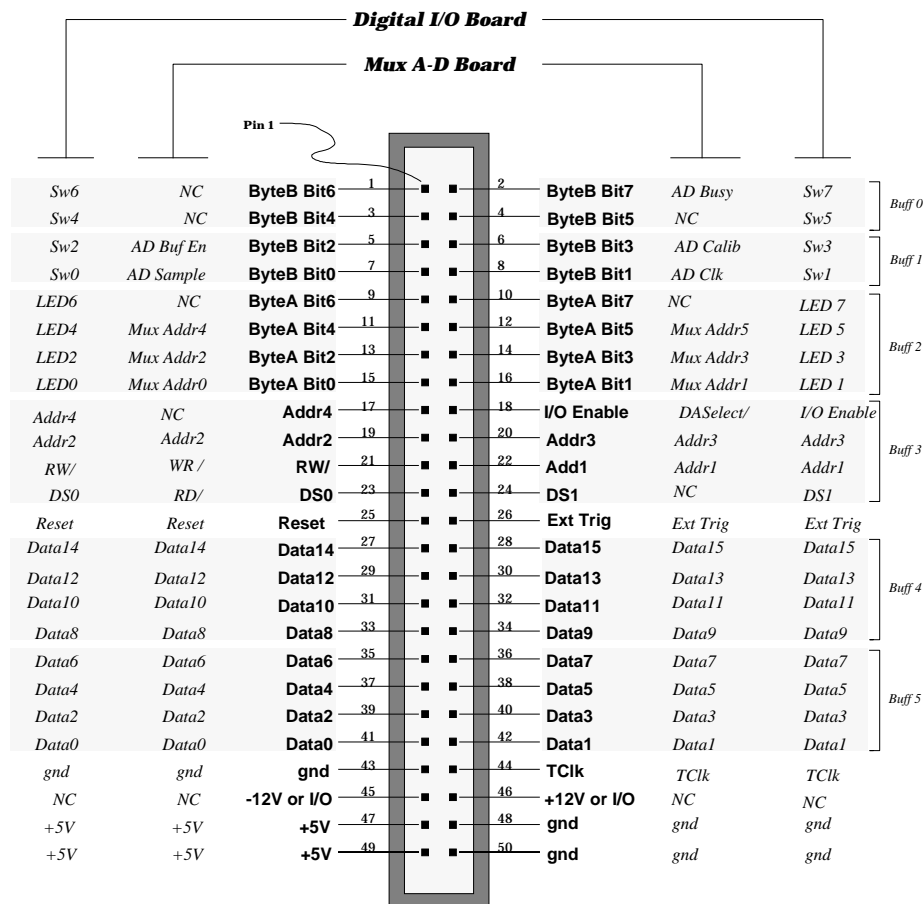 Digital I/O Board
Mux A-D Board
Pin 1
Sw6 NC ByteB Bit6 1 2 ByteB Bit7 AD Busy Sw7
Buff 0
Sw4 NC ByteB Bit4 3 4 ByteB Bit5 NC Sw5
Sw2 AD Buf En ByteB Bit2 5 6 ByteB Bit3 AD Calib Sw3
Buff 1
Sw0 AD Sample ByteB Bit0 7 8 ByteB Bit1 AD Clk Sw1
LED6 NC ByteA Bit6 9 10 ByteA Bit7 NC LED 7
LED4 Mux Addr4 ByteA Bit4 11 12 ByteA Bit5 Mux Addr5 LED 5
Buff 2
LED2 Mux Addr2 ByteA Bit2 13 14 ByteA Bit3 Mux Addr3 LED 3
LED0 Mux Addr0 ByteA Bit0 15 16 ByteA Bit1 Mux Addr1 LED 1
Addr4 NC Addr4 17 18 I/O Enable DASelect/ I/O Enable
Addr2 Addr2 Addr2 19 20 Addr3 Addr3 Addr3
Buff 3
RW/ WR / RW/ 21 22 Add1 Addr1 Addr1
DS0 RD/ DS0 23 24 DS1 NC DS1
Reset Reset Reset 25 26 Ext Trig Ext Trig Ext Trig
Data14 Data14 Data14 27 28 Data15 Data15 Data15
Data12 Data12 Data12 29 30 Data13 Data13 Data13
Buff 4
Data10 Data10 Data10 31 32 Data11 Data11 Data11
Data8 Data8 Data8 33 34 Data9 Data9 Data9
Data6 Data6 Data6 35 36 Data7 Data7 Data7
Data4 Data4 Data4 37 38 Data5 Data5 Data5
Buff 5
Data2 Data2 Data2 39 40 Data3 Data3 Data3
Data0 Data0 Data0 41 42 Data1 Data1 Data1
gnd gnd gnd 43 44 TClk TClk TClk
NC NC -12V or I/O 45 46 +12V or I/O NC NC
+5V +5V +5V 47 48 gnd gnd gnd
+5V +5V +5V 49 50 gnd gnd gnd